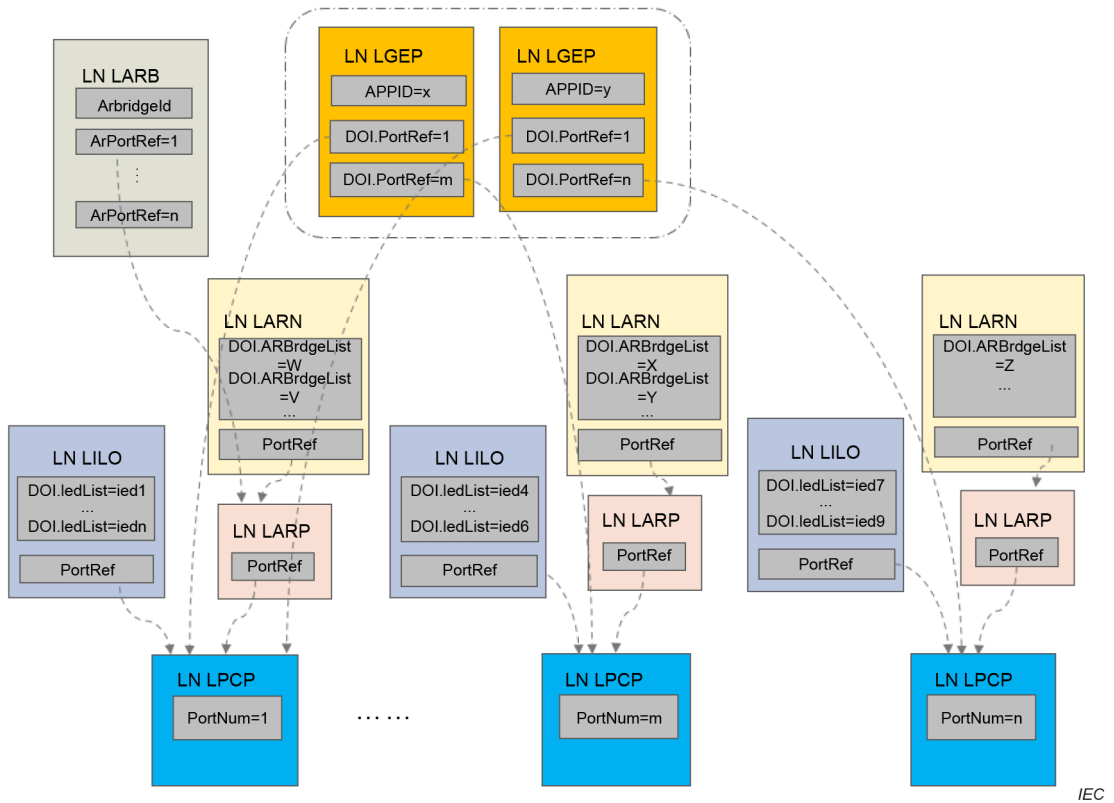 LN LARB
ArbridgeId
ArPortRef=1
⋮
ArPortRef=n
LN LGEP
APPID=x
DOI.PortRef=1
DOI.PortRef=m
LN LGEP
APPID=y
DOI.PortRef=1
DOI.PortRef=n
LN LARN
DOI.ARBrdgeList
=W
DOI.ARBrdgeList
=V
...
PortRef
LN LARN
DOI.ARBrdgeList
=X
DOI.ARBrdgeList
=Y
...
PortRef
LN LARN
DOI.ARBrdgeList
=Z
...
PortRef
LN LILO
DOI.IedList=ied1
...
DOI.IedList=iedn
PortRef
LN LARP
PortRef
LN LILO
DOI.IedList=ied4
...
DOI.IedList=ied6
PortRef
LN LARP
PortRef
LN LILO
DOI.IedList=ied7
...
DOI.IedList=ied9
PortRef
LN LARP
PortRef
LN LPCP
PortNum=1
... ...
LN LPCP
PortNum=m
LN LPCP
PortNum=n
IEC